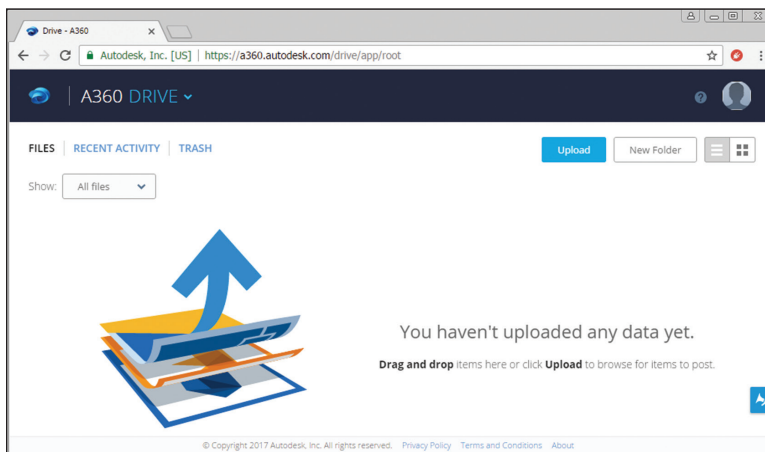 Drive - A360
Autodesk, Inc. [US] | https://a360.autodesk.com/drive/app/root
A360 DRIVE
FILES RECENT ACTIVITY TRASH
Upload
New Folder
Show: All files
You haven't uploaded any data yet.
Drag and drop items here or click Upload to browse for items to post.
© Copyright 2017 Autodesk, Inc. All rights reserved. Privacy Policy Terms and Conditions About